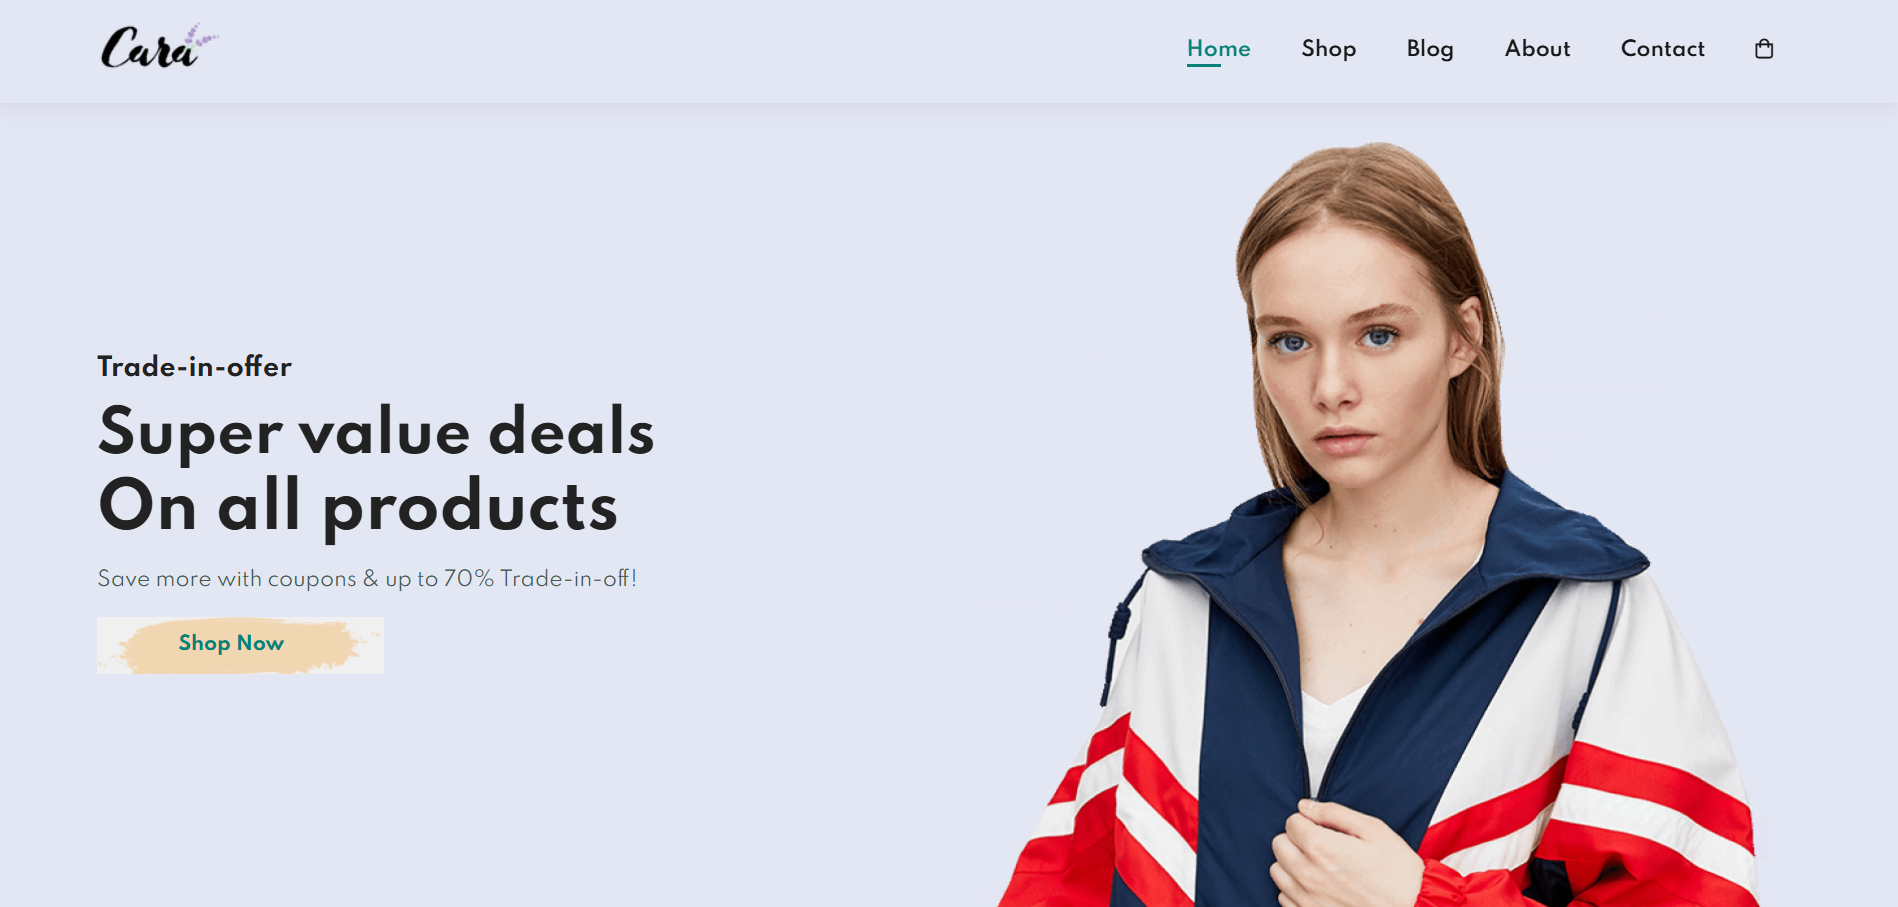 Cara
Home Shop Blog About Contact
Trade-in-offer
Super value deals
On all products
Save more with coupons & up to 70% Trade-in-off!
Shop Now